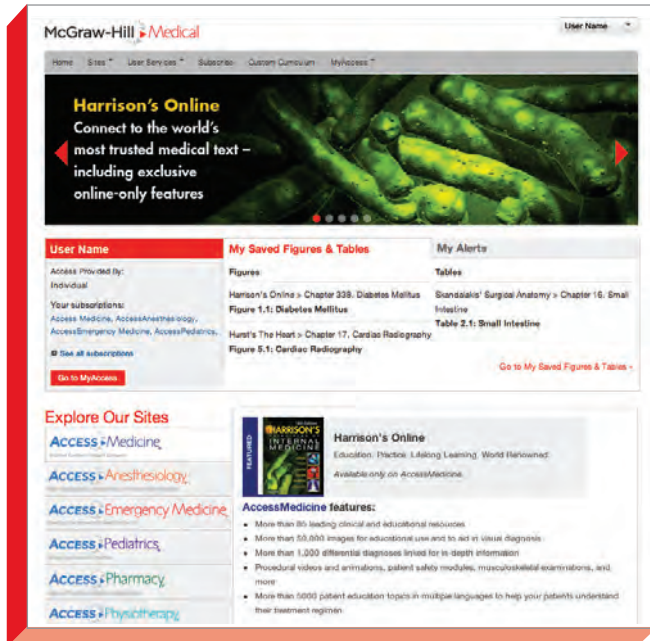 McGraw-Hill Medical
User Name
Home Sites User Services Subscribe Custom Curriculum MyAccess
Harrison's Online
Connect to the world's
most trusted medical text –
including exclusive
online-only features
User Name
My Saved Figures & Tables
My Alerts
Access Provided By:
Individual
Your subscriptions:
Access Medicine, AccessAnesthesiology,
AccessEmergency Medicine, AccessPediatrics,
See all subscriptions
Go to MyAccess
Figures
Harrison's Online > Chapter 338, Diabetes Mellitus
Figure 1.1: Diabetes Mellitus
Hurst's The Heart > Chapter 17, Cardiac Radiography
Figure 5.1: Cardiac Radiography
Tables
Skandalakis' Surgical Anatomy > Chapter 16, Small
Intestine
Table 2.1: Small Intestine
Go to My Saved Figures & Tables »
Explore Our Sites
ACCESS Medicine
ACCESS Anesthesiology
ACCESS Emergency Medicine
ACCESS Pediatrics
ACCESS Pharmacy
ACCESS Physiotherapy
FEATURED
HARRISON'S
INTERNAL
MEDICINE
Harrison's Online
Education. Practice. Lifelong Learning. World Renowned.
Available only on AccessMedicine.
AccessMedicine features:
• More than 80 leading clinical and educational resources
• More than 50,000 images for educational use and to aid in visual diagnosis
• More than 1,000 differential diagnoses linked for in-depth information
• Procedural videos and animations, patient safety modules, musculoskeletal examinations, and
more
• More than 5000 patient education topics in multiple languages to help your patients understand
their treatment regimen